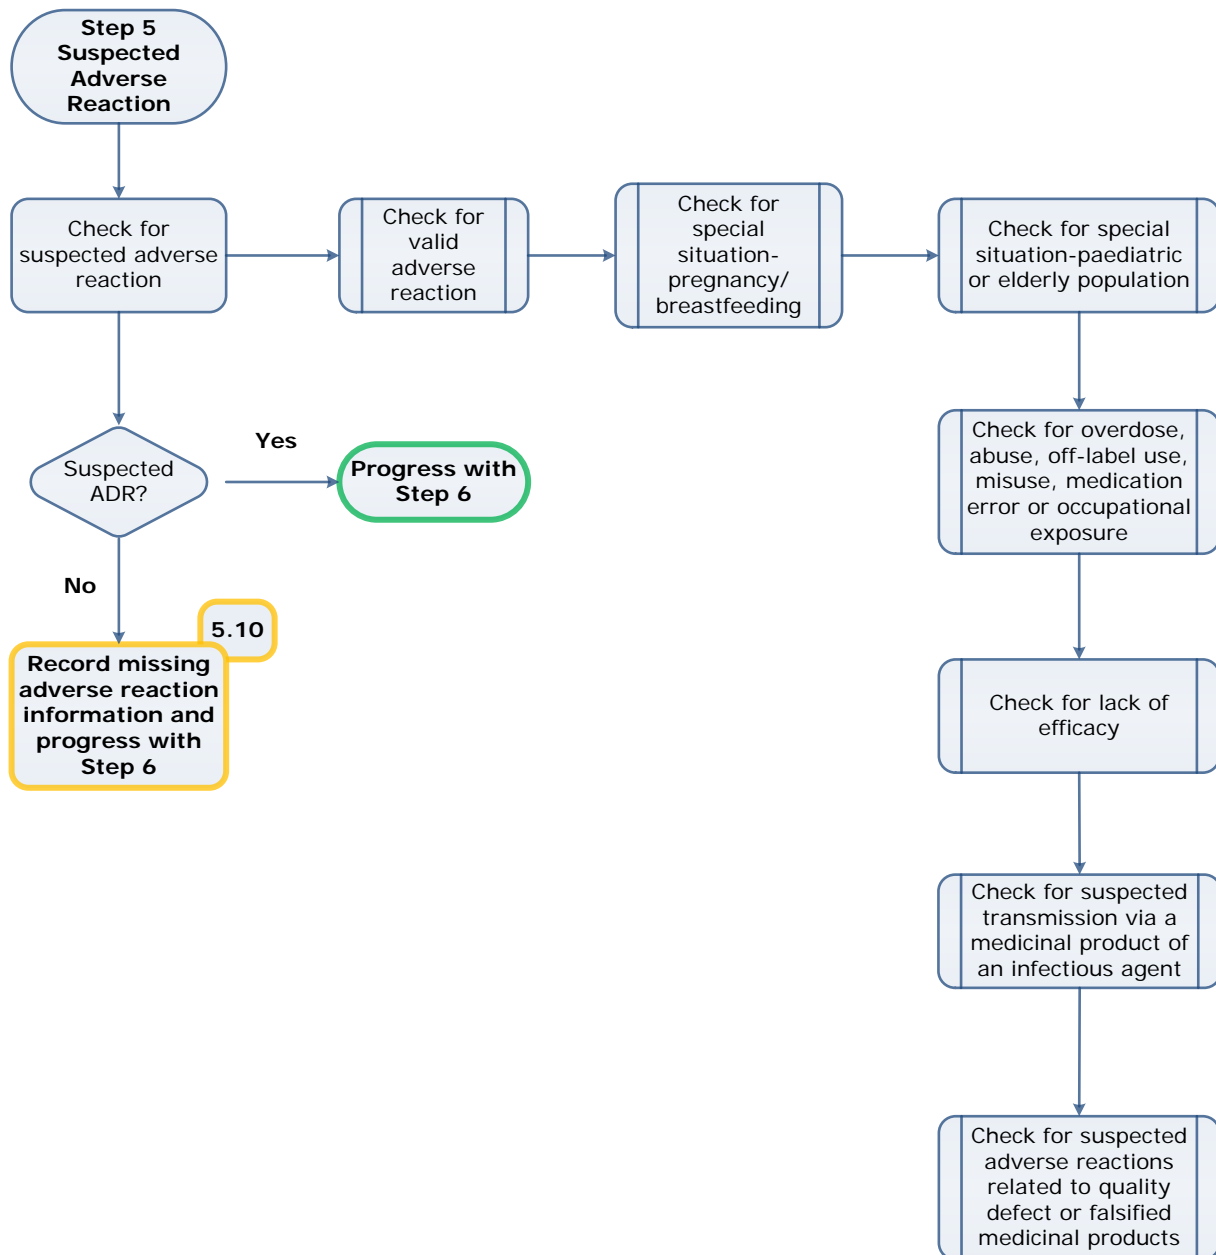 Step 5
Suspected
Adverse
Reaction
Check for
suspected adverse
reaction
Check for
valid
adverse
reaction
Check for
special
situation-
pregnancy/
breastfeeding
Check for special
situation-paediatric
or elderly population
Check for overdose,
abuse, off-label use,
misuse, medication
error or occupational
exposure
Suspected
ADR?
Yes
Progress with
Step 6
No
5.10
Record missing
adverse reaction
information and
progress with
Step 6
Check for lack of
efficacy
Check for suspected
transmission via a
medicinal product of
an infectious agent
Check for suspected
adverse reactions
related to quality
defect or falsified
medicinal products